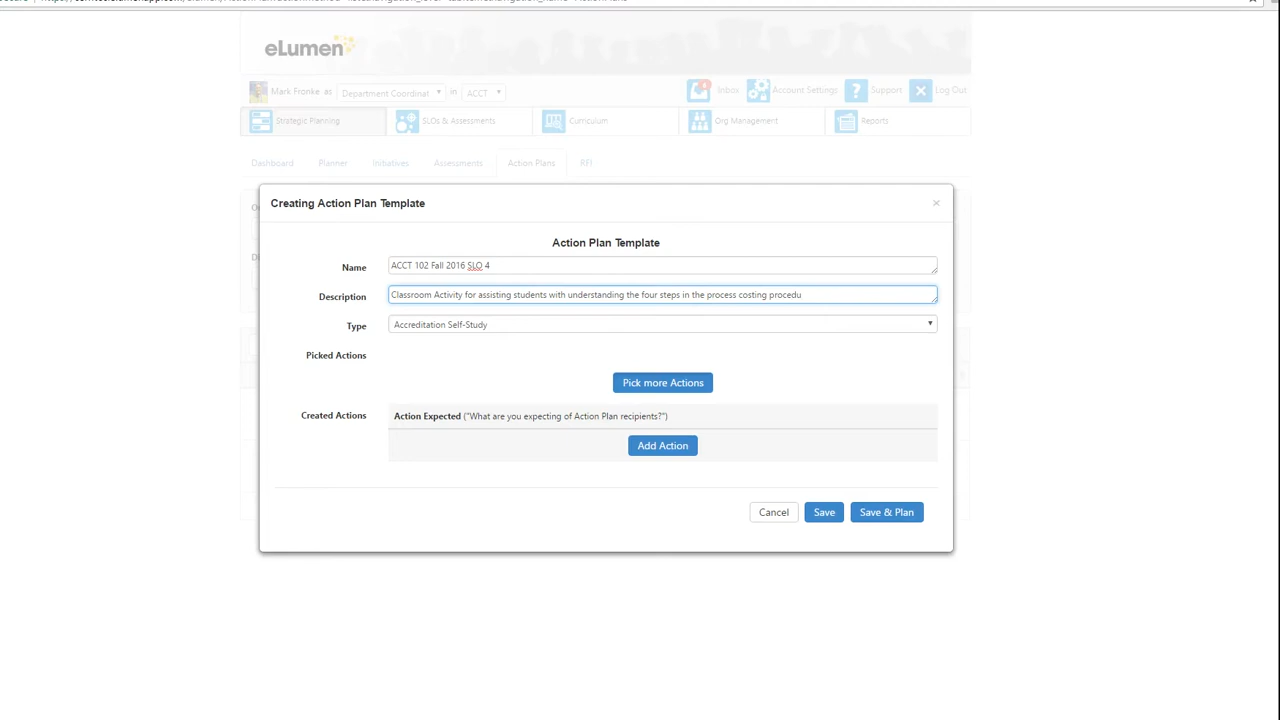 eLumen
Mark Fronke as Department Coordinat in ACCT
Inbox Account Settings Support Log Out
Strategic Planning SLOs & Assessments Curriculum Org Management Reports
Dashboard Planner Initiatives Assessments Action Plans RFI
Creating Action Plan Template ×
Action Plan Template
Name ACCT 102 Fall 2016 SLO 4
Description Classroom Activity for assisting students with understanding the four steps in the process costing procedu
Type Accreditation Self-Study
Picked Actions
Pick more Actions
Created Actions Action Expected ("What are you expecting of Action Plan recipients?")
Add Action
Cancel Save Save & Plan